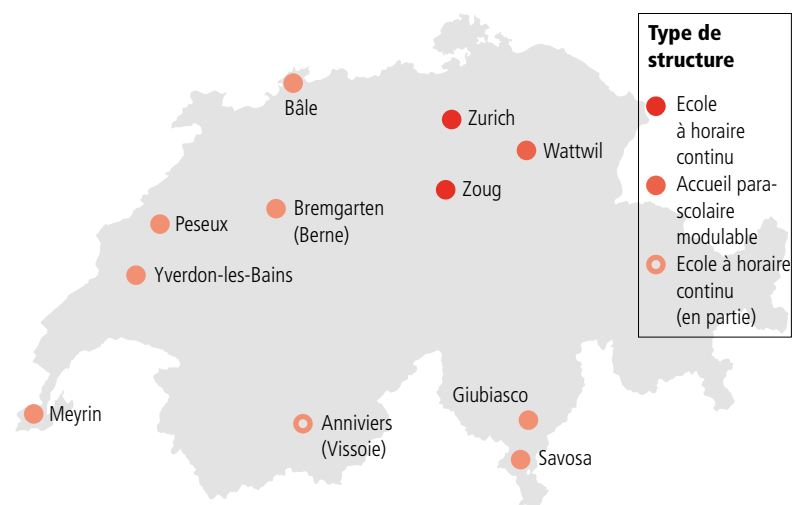 Type de
structure
Ecole
à horaire
continu
Accueil para-
scolaire
modulable
Ecole à horaire
continu
(en partie)
Bâle
Zurich
Wattwil
Zoug
Bremgarten
(Berne)
Peseux
Yverdon-les-Bains
Giubiasco
Meyrin
Anniviers
(Vissoie)
Savosa